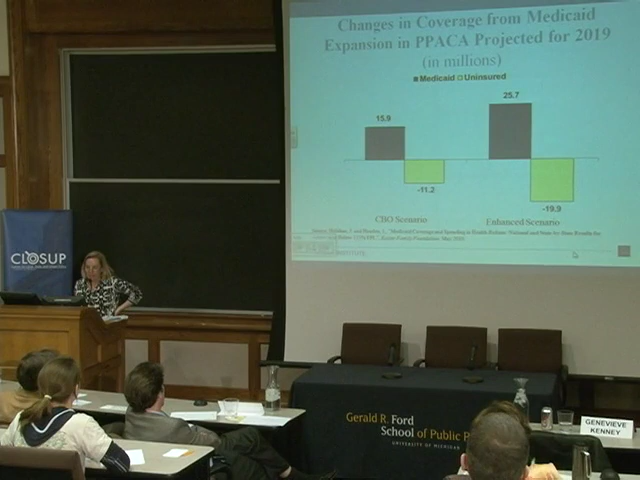 Changes in Coverage from Medicaid
Expansion in PPACA Projected for 2019
(in millions)
Medicaid Uninsured
15.9
25.7
-11.2
-19.9
CBO Scenario
Enhanced Scenario
CLOSUP
Gerald R. Ford
School of Public P
UNIVERSITY OF MICHIGAN
GENEVIEVE
KENNEY